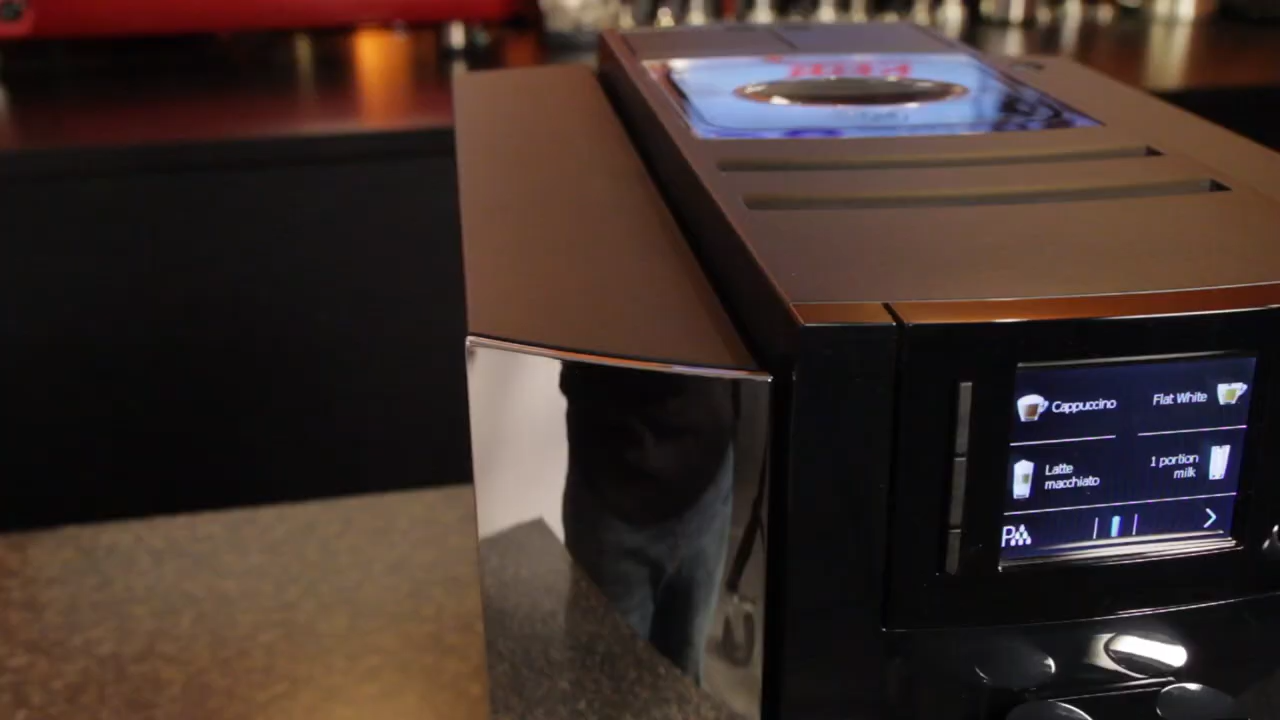 Cappuccino
Flat White
Latte
macchiato
1 portion
milk
P